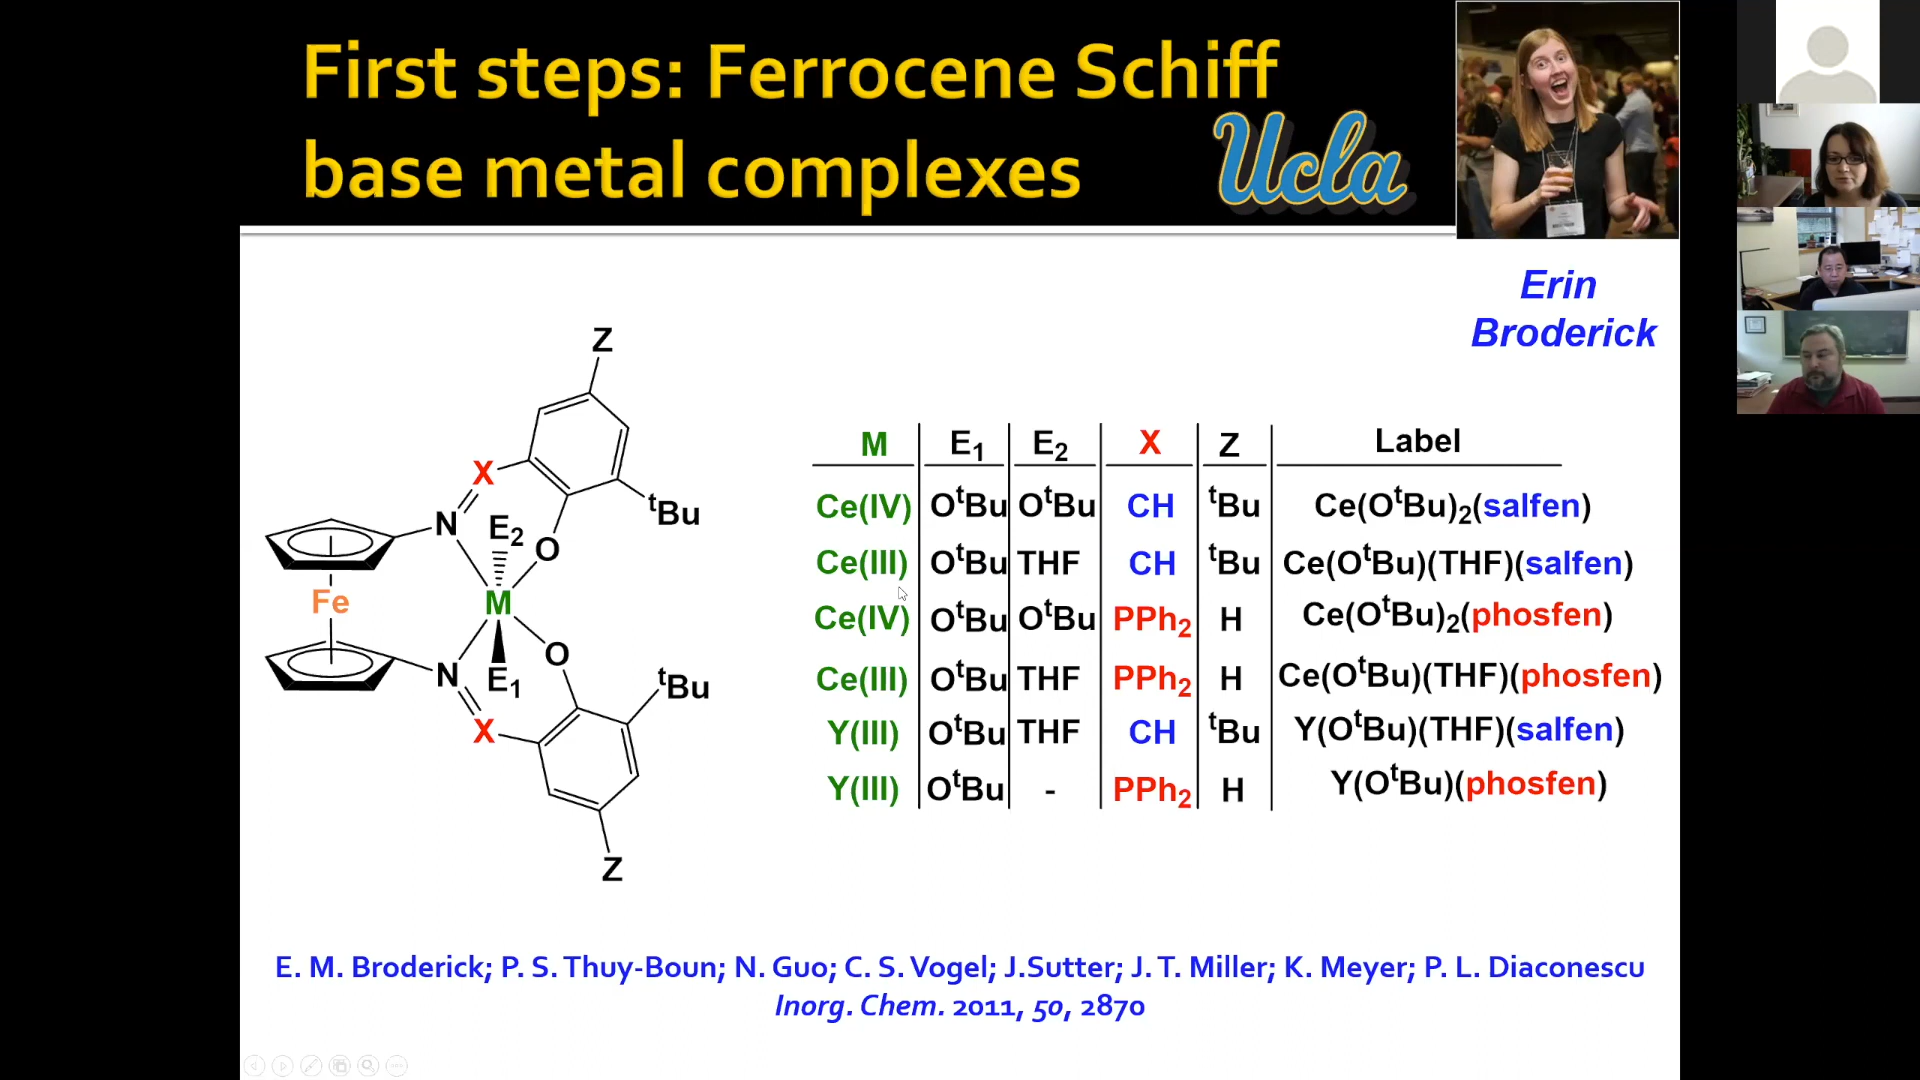 First steps: Ferrocene Schiff
base metal complexes
Ucla
Erin
Broderick
Z
X
tBu
N
E2
O
Fe
M
N
E1
O
tBu
X
Z
M E1 E2 X Z Label
Ce(IV) OtBu OtBu CH tBu Ce(OtBu)2(salfen)
Ce(III) OtBu THF CH tBu Ce(OtBu)(THF)(salfen)
Ce(IV) OtBu OtBu PPh2 H Ce(OtBu)2(phosfen)
Ce(III) OtBu THF PPh2 H Ce(OtBu)(THF)(phosfen)
Y(III) OtBu THF CH tBu Y(OtBu)(THF)(salfen)
Y(III) OtBu - PPh2 H Y(OtBu)(phosfen)
E. M. Broderick; P. S. Thuy-Boun; N. Guo; C. S. Vogel; J.Sutter; J. T. Miller; K. Meyer; P. L. Diaconescu
Inorg. Chem. 2011, 50, 2870